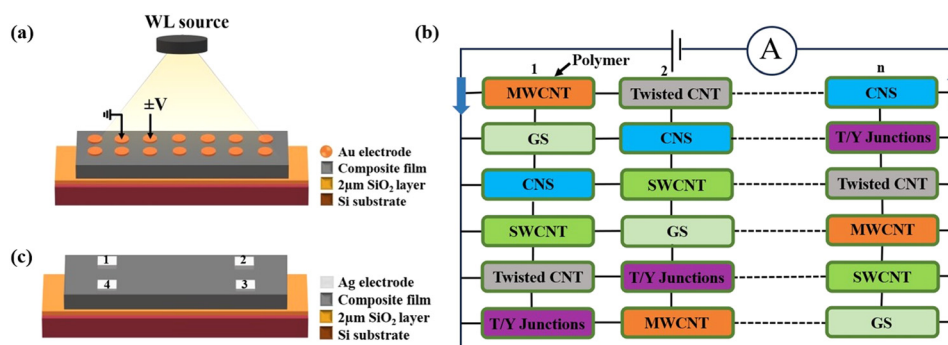 (a)
WL source
±V
Au electrode
Composite film
2μm SiO₂ layer
Si substrate
(c)
1 2
4 3
Ag electrode
Composite film
2μm SiO₂ layer
Si substrate
(b)
A
1 Polymer 2 n
MWCNT Twisted CNT CNS
GS CNS T/Y Junctions
CNS SWCNT Twisted CNT
SWCNT GS MWCNT
Twisted CNT T/Y Junctions SWCNT
T/Y Junctions MWCNT GS